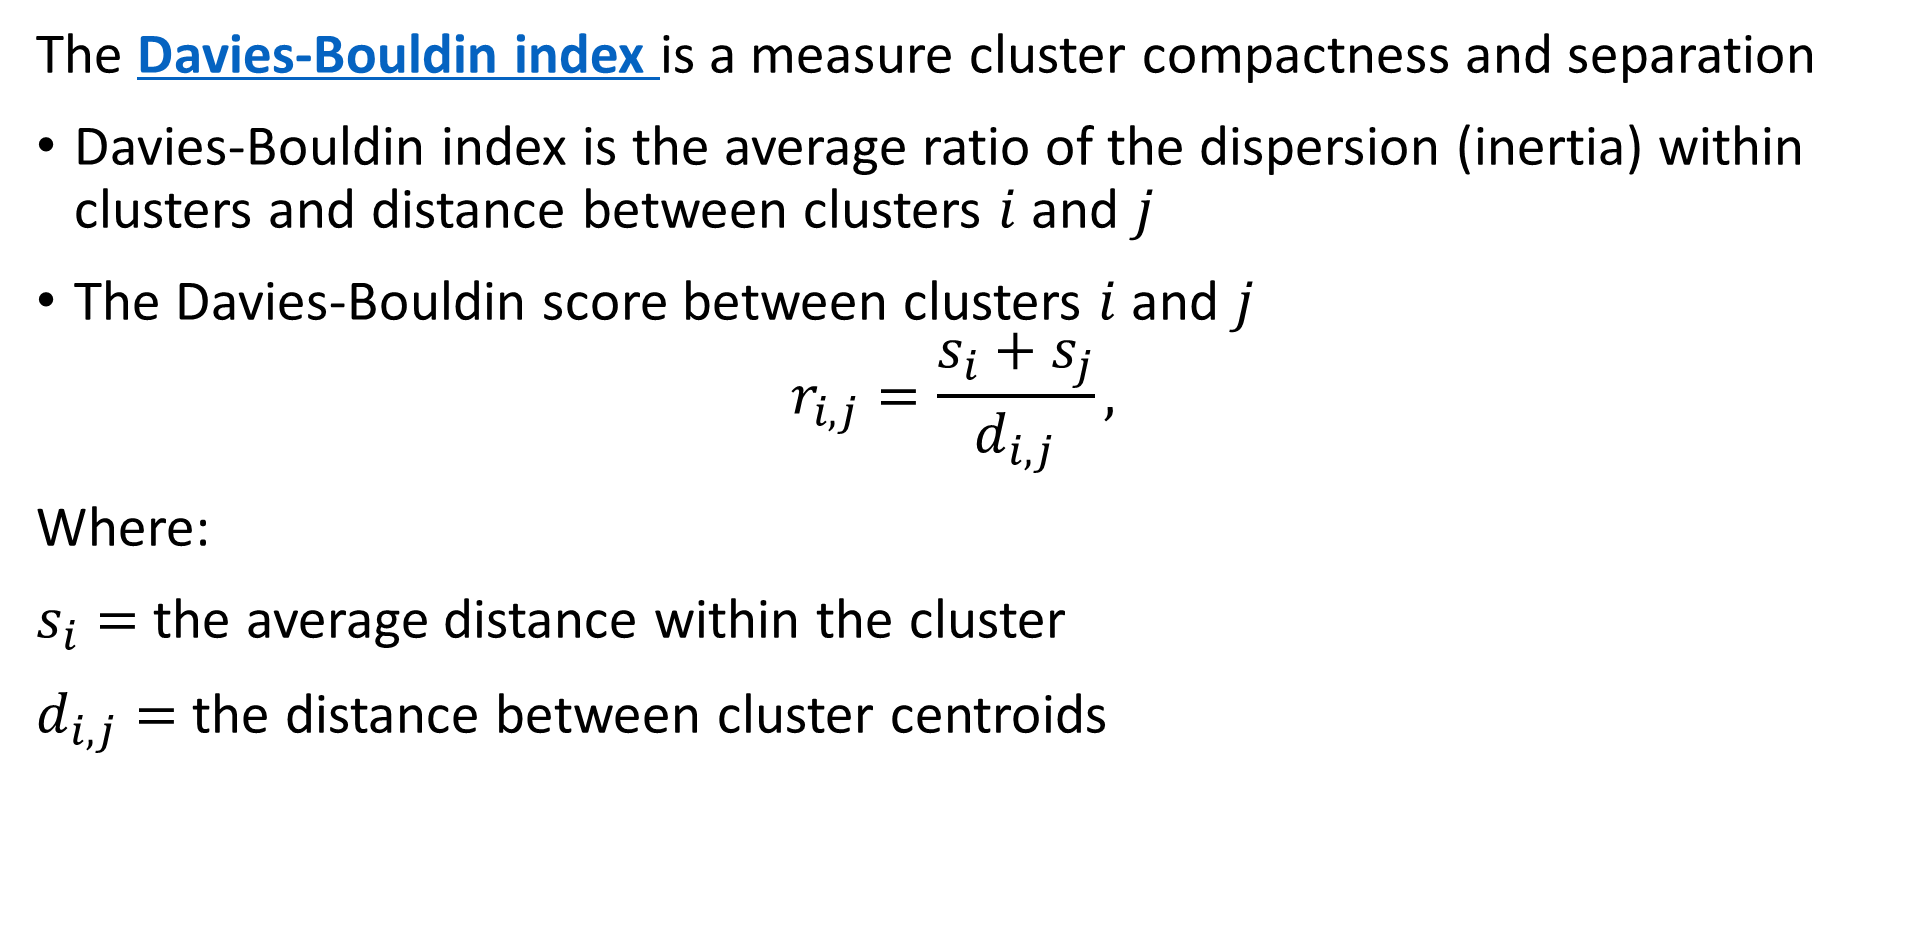 The Davies-Bouldin index is a measure cluster compactness and separation
• Davies-Bouldin index is the average ratio of the dispersion (inertia) within
clusters and distance between clusters i and j
• The Davies-Bouldin score between clusters i and j
r_{i,j} = \frac{s_i + s_j}{d_{i,j}},
Where:
s_i = the average distance within the cluster
d_{i,j} = the distance between cluster centroids